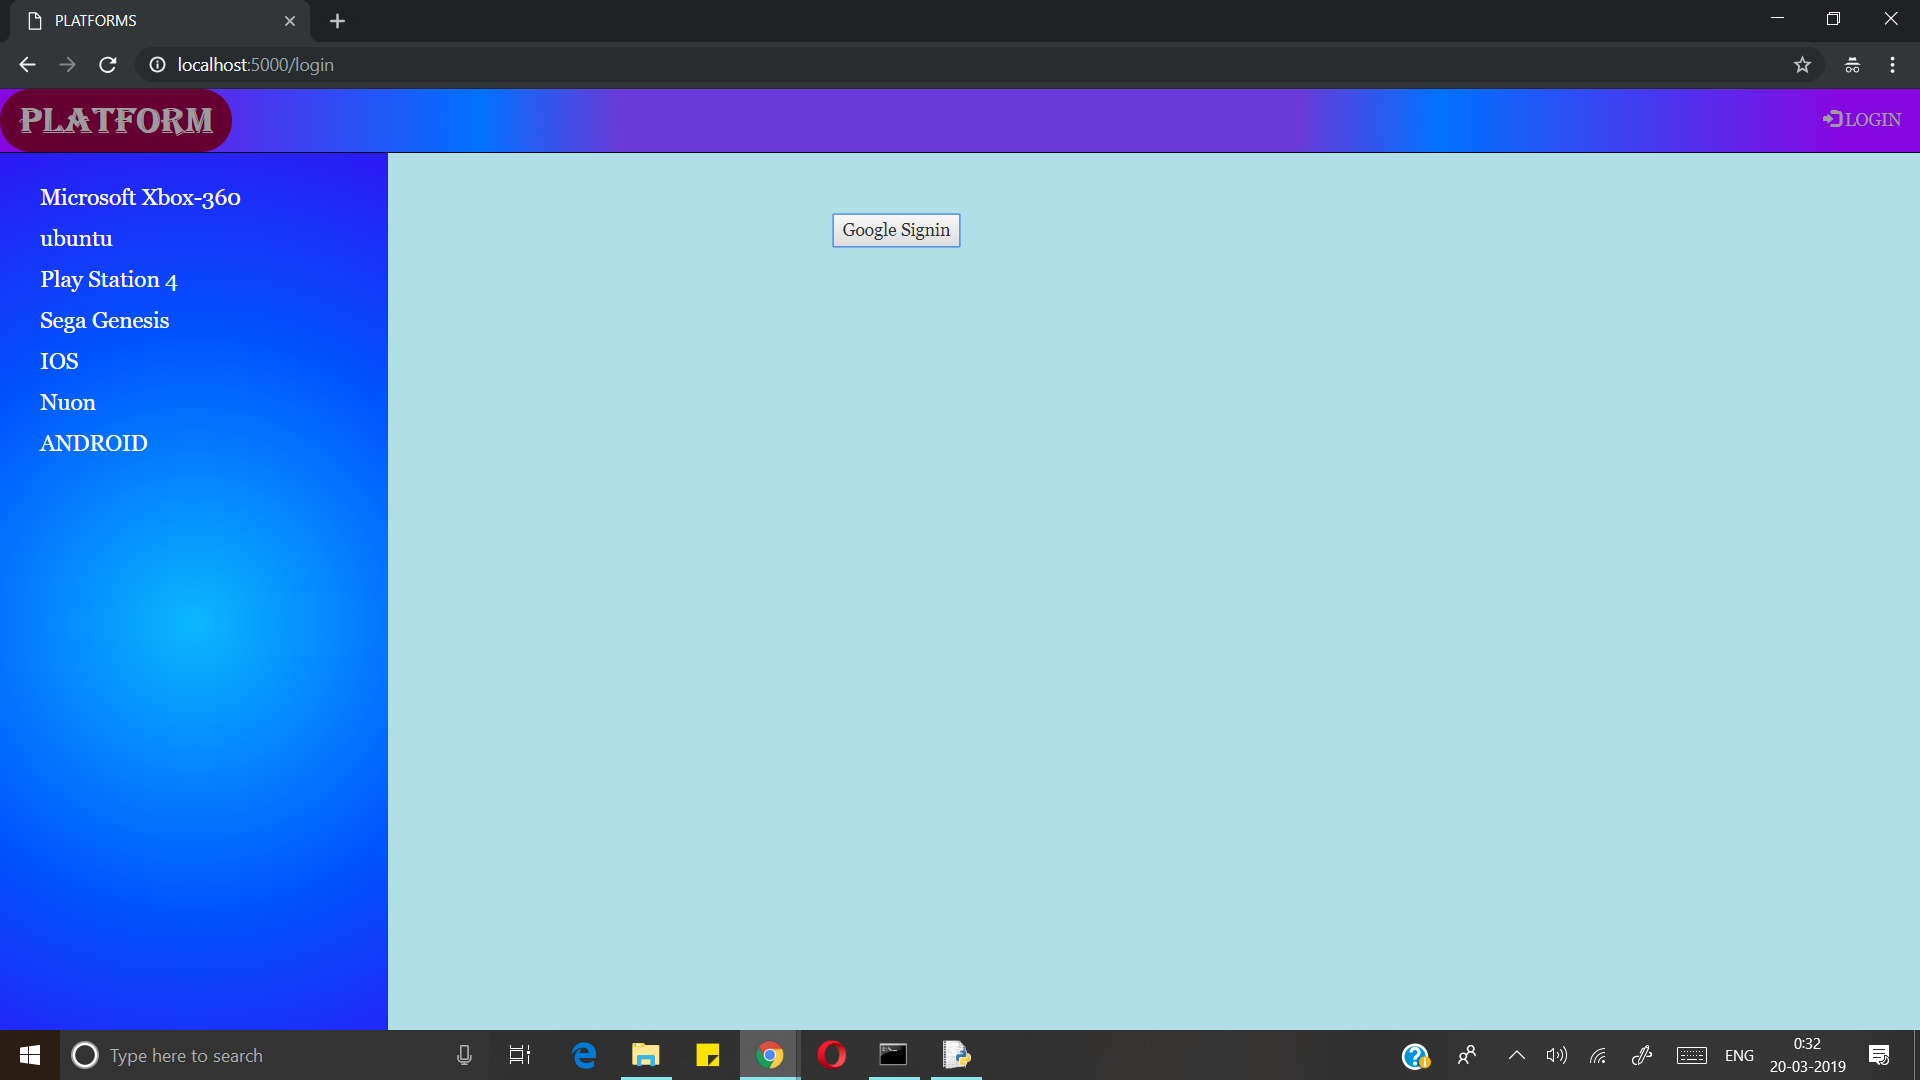 PLATFORMS
localhost:5000/login
PLATFORM
LOGIN
Microsoft Xbox-360
ubuntu
Play Station 4
Sega Genesis
IOS
Nuon
ANDROID
Google Signin
Type here to search
ENG
0:32
20-03-2019